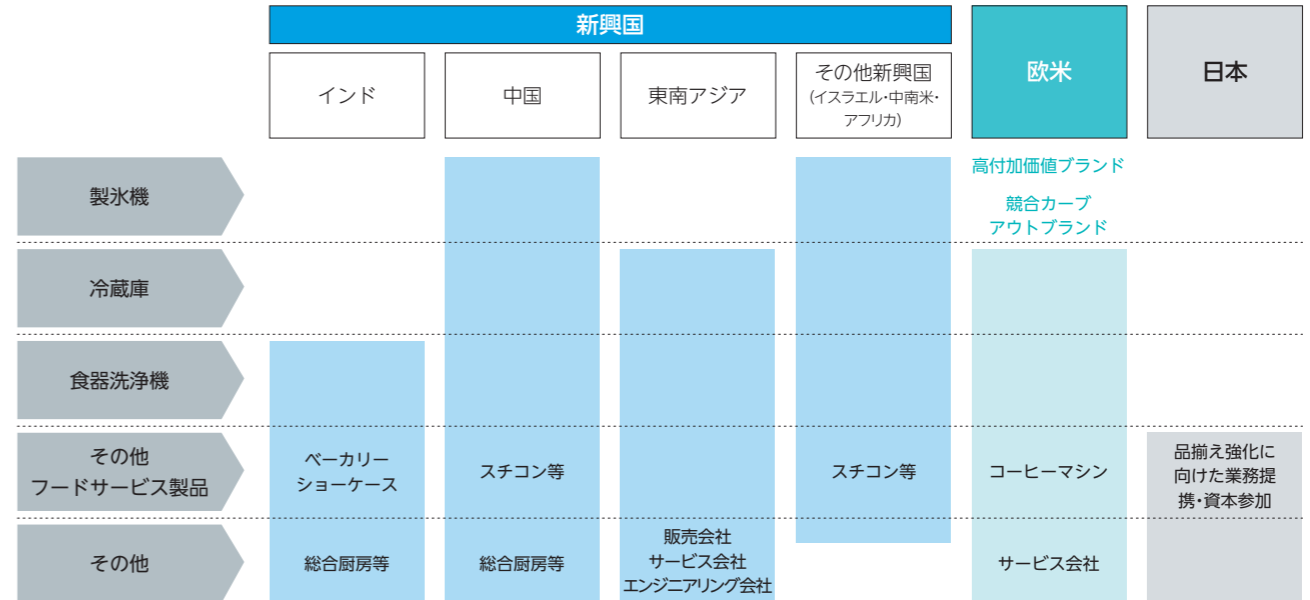 新興国
インド
中国
東南アジア
その他新興国
(イスラエル・中南米・
アフリカ)
欧米
日本
製氷機
高付加価値ブランド
競合カーブ
アウトブランド
冷蔵庫
食器洗浄機
その他
フードサービス製品
ベーカリー
ショーケース
スチコン等
スチコン等
コーヒーマシン
品揃え強化に
向けた業務提
携・資本参加
その他
総合厨房等
総合厨房等
販売会社
サービス会社
エンジニアリング会社
サービス会社